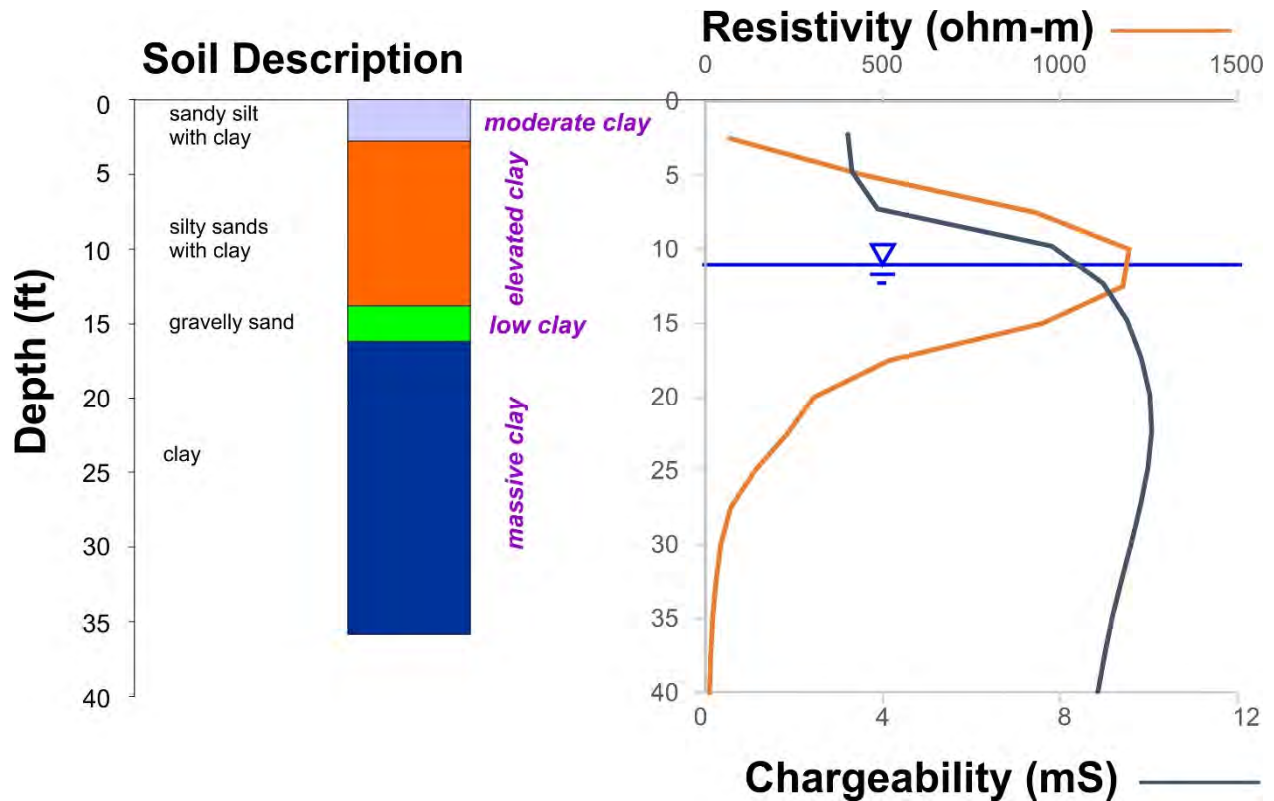 Resistivity (ohm-m)
Soil Description
0 500 1000 1500
0
5
10
15
20
25
30
35
40
Depth (ft)
sandy silt
with clay
silty sands
with clay
gravelly sand
clay
moderate clay
elevated clay
low clay
massive clay
0
5
10
15
20
25
30
35
40
0 4 8 12
Chargeability (mS)